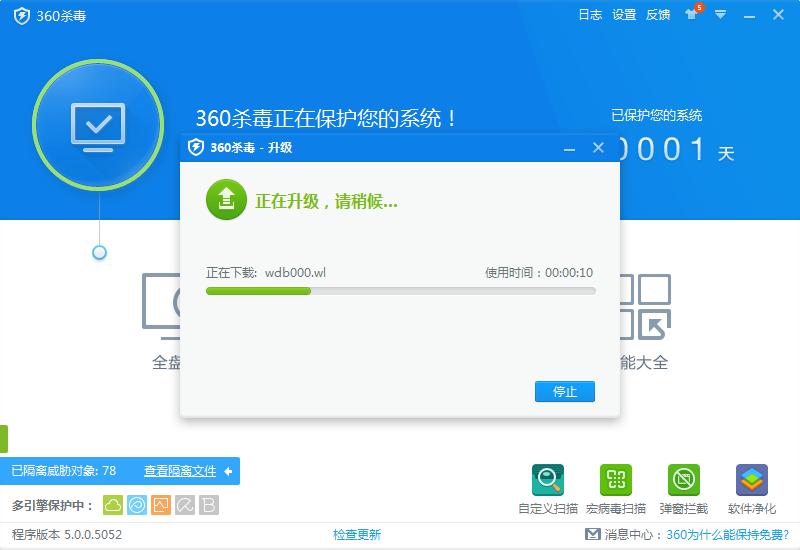 360杀毒
日志 设置 反馈 5
360杀毒正在保护您的系统！
已保护您的系统
0001 天
360杀毒 - 升级
正在升级，请稍候...
正在下载: wdb000.wl 使用时间：00:00:10
停止
全盘
能大全
已隔离威胁对象: 78 查看隔离文件
多引擎保护中：
B
自定义扫描 宏病毒扫描 弹窗拦截 软件净化
程序版本 5.0.0.5052 检查更新 消息中心：360为什么能保持免费?